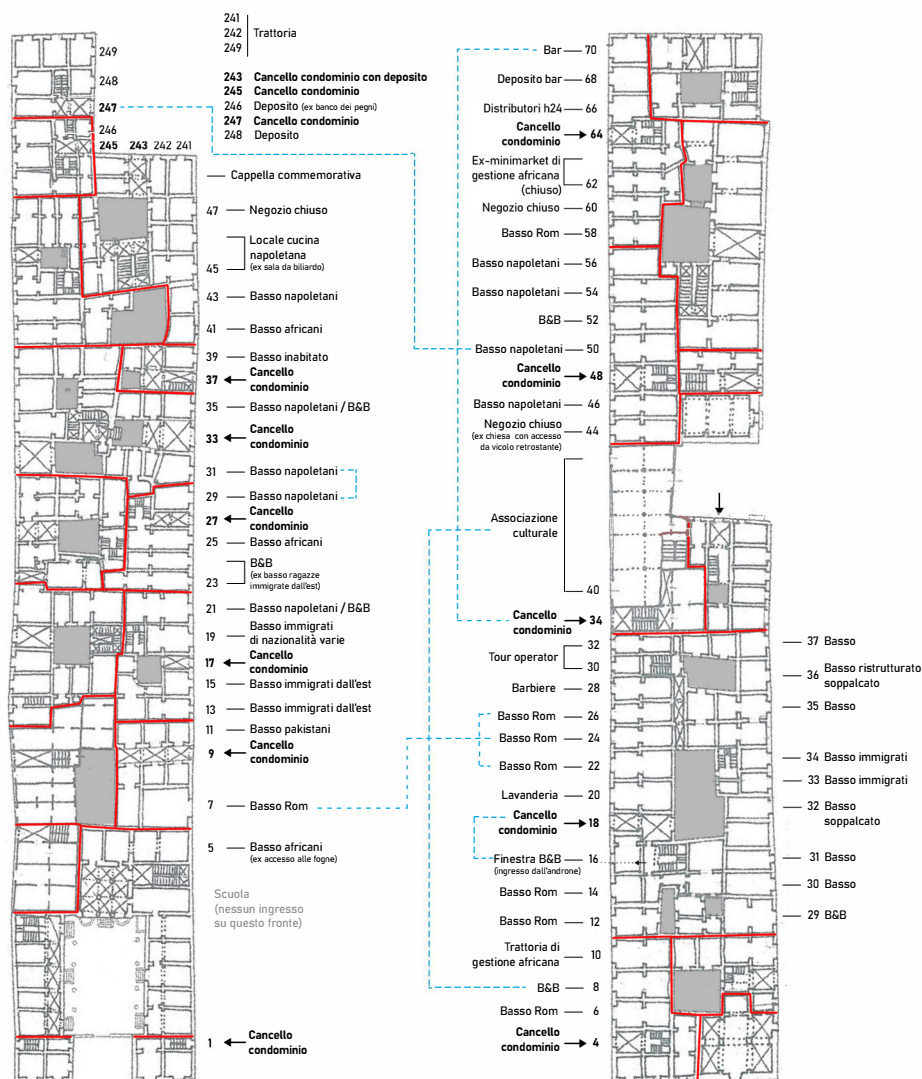 241
242 Trattoria
249
243 Cancello condominio con deposito
245 Cancello condominio
246 Deposito (ex banco dei pegni)
247 Cancello condominio
248 Deposito
249
248
247
246
245 243 242 241
Cappella commemorativa
47 Negozio chiuso
Locale cucina
napoletana
45 (ex sala da biliardo)
43 Basso napoletani
41 Basso africani
39 Basso inabitato
37 Cancello
condominio
35 Basso napoletani / B&B
33 Cancello
condominio
31 Basso napoletani
29 Basso napoletani
27 Cancello
condominio
25 Basso africani
B&B
(ex basso ragazze
23 immigrate dall'est)
21 Basso napoletani / B&B
19 Basso immigrati
di nazionalità varie
17 Cancello
condominio
15 Basso immigrati dall'est
13 Basso immigrati dall'est
11 Basso pakistani
9 Cancello
condominio
7 Basso Rom
5 Basso africani
(ex accesso alle fogne)
Scuola
(nessun ingresso
su questo fronte)
1 Cancello
condominio
Bar 70
Deposito bar 68
Distributori h24 66
Cancello
condominio 64
Ex-minimarket di
gestione africana
(chiuso) 62
Negozio chiuso 60
Basso Rom 58
Basso napoletani 56
Basso napoletani 54
B&B 52
Basso napoletani 50
Cancello
condominio 48
Basso napoletani 46
Negozio chiuso 44
(ex chiesa con accesso
da vicolo retrostante)
Associazione
culturale
40
Cancello
condominio 34
32
Tour operator
30
Barbiere 28
Basso Rom 26
Basso Rom 24
Basso Rom 22
Lavanderia 20
Cancello
condominio 18
Finestra B&B 16
(ingresso dall'androne)
Basso Rom 14
Basso Rom 12
Trattoria di
gestione africana 10
B&B 8
Basso Rom 6
Cancello
condominio 4
37 Basso
36 Basso ristrutturato
soppalcato
35 Basso
34 Basso immigrati
33 Basso immigrati
32 Basso
soppalcato
31 Basso
30 Basso
29 B&B